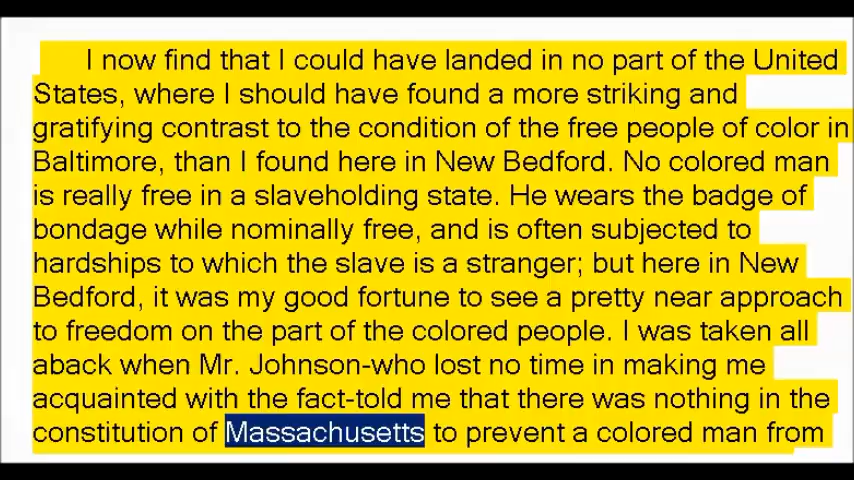 I now find that I could have landed in no part of the United
States, where I should have found a more striking and
gratifying contrast to the condition of the free people of color in
Baltimore, than I found here in New Bedford. No colored man
is really free in a slaveholding state. He wears the badge of
bondage while nominally free, and is often subjected to
hardships to which the slave is a stranger; but here in New
Bedford, it was my good fortune to see a pretty near approach
to freedom on the part of the colored people. I was taken all
aback when Mr. Johnson-who lost no time in making me
acquainted with the fact-told me that there was nothing in the
constitution of Massachusetts to prevent a colored man from